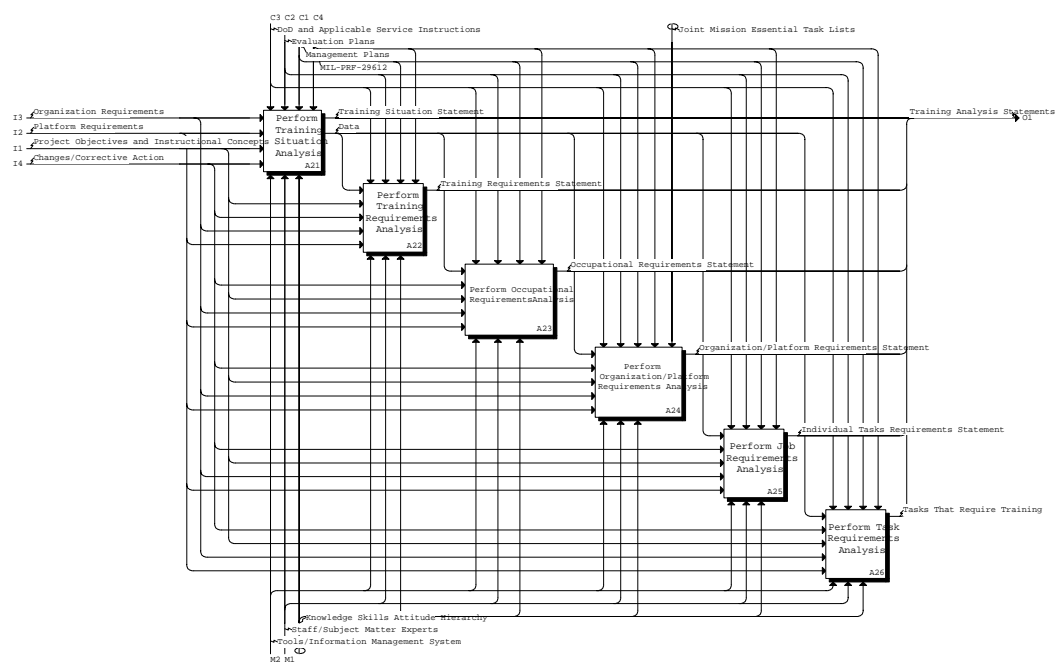 C3 C2 C1 C4
DoD and Applicable Service Instructions
Joint Mission Essential Task Lists
Evaluation Plans
Management Plans
MIL-PRF-29612
I3
Organization Requirements
I2
Platform Requirements
I1
Project Objectives and Instructional Concepts
I4
Changes/Corrective Action
Perform
Training
Situation
Analysis
A21
Training Situation Statement
Data
Training Analysis Statements
O1
Perform
Training
Requirements
Analysis
A22
Training Requirements Statement
Perform Occupational
RequirementsAnalysis
A23
Occupational Requirements Statement
Perform
Organization/Platform
Requirements Analysis
A24
Organization/Platform Requirements Statement
Perform Job
Requirements
Analysis
A25
Individual Tasks Requirements Statement
Perform Task
Requirements
Analysis
A26
Tasks That Require Training
Knowledge Skills Attitude Hierarchy
Staff/Subject Matter Experts
Tools/Information Management System
M2 M1